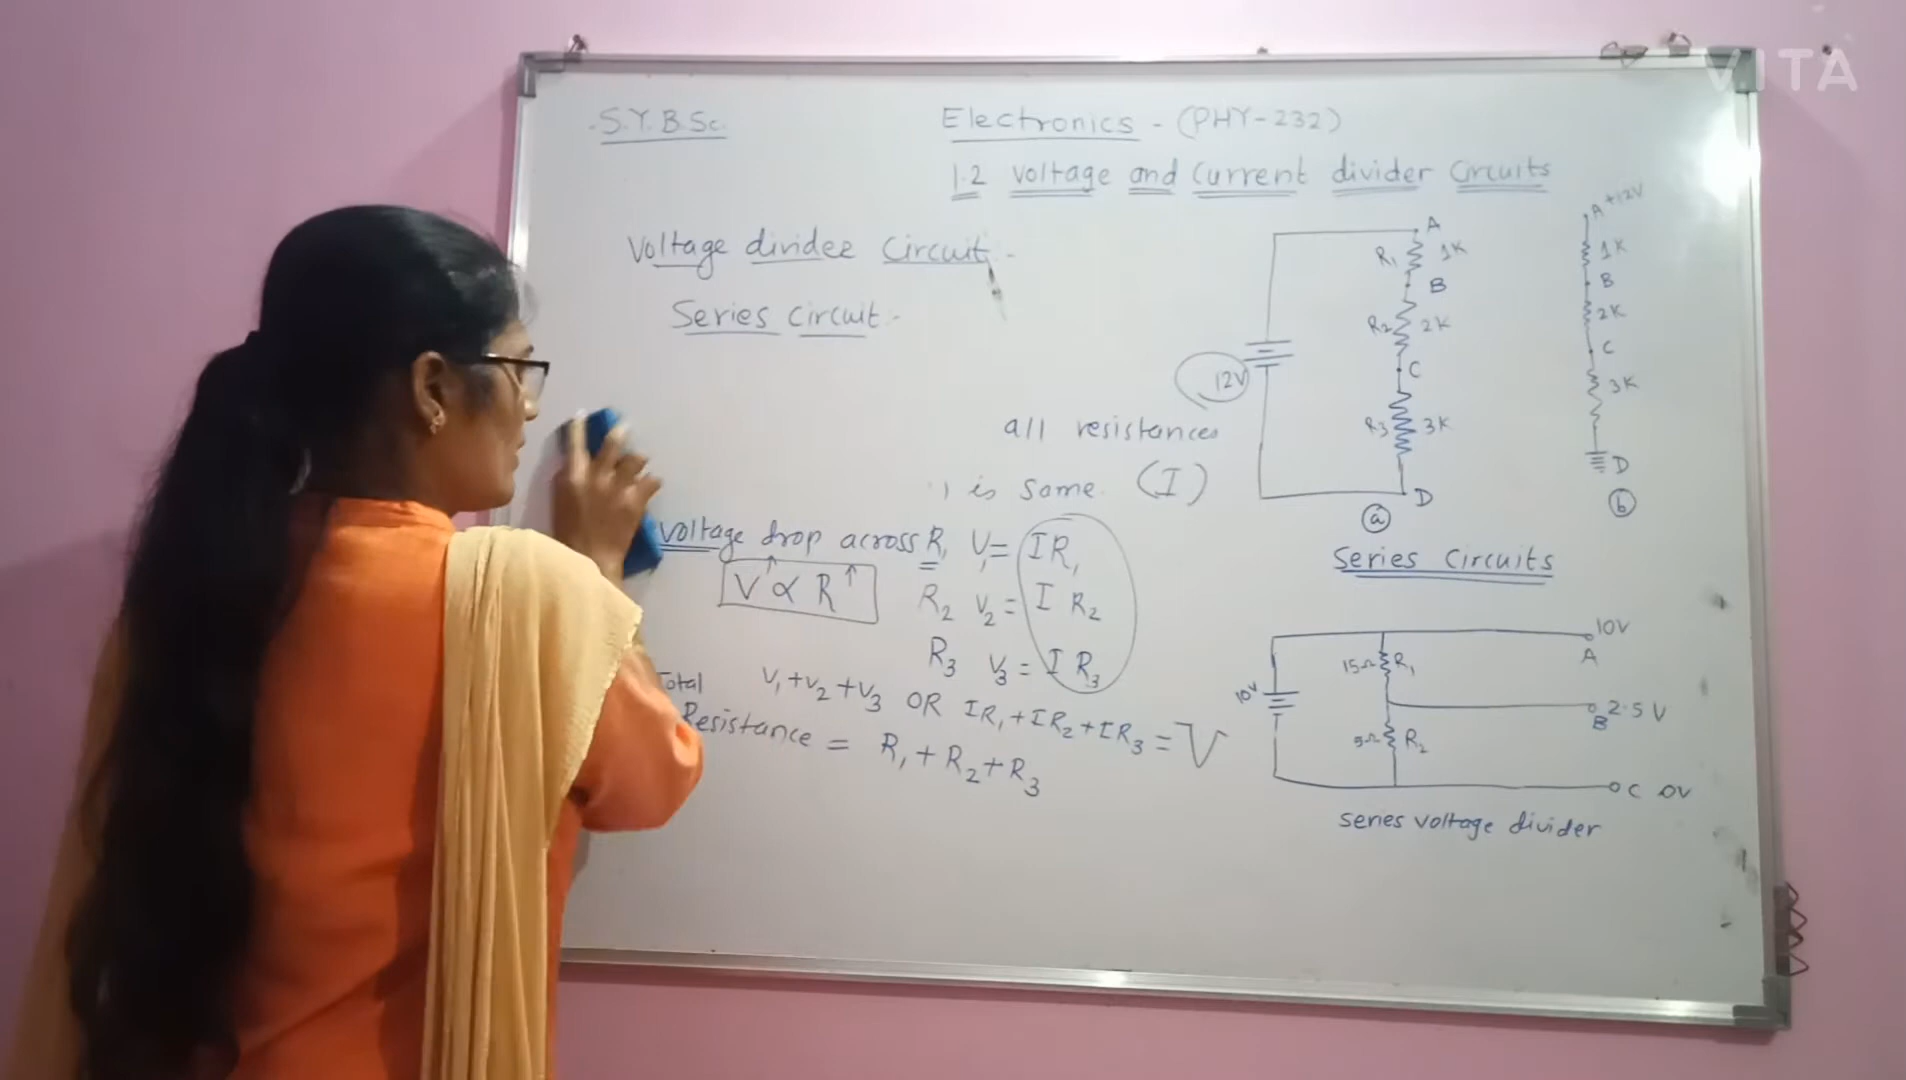 VITA
S.Y.B.Sc.
Electronics - (PHY-232)
1.2 voltage and current divider Circuits
Voltage divider Circuit -
Series Circuit -
all resistances
is same. (I)
voltage drop across R₁ V₁ = IR₁
V ∝ R
R₂ V₂ = I R₂
R₃ V₃ = I R₃
Total V₁+V₂+V₃ OR IR₁+IR₂+IR₃ = V
Resistance = R₁+R₂+R₃
A
R₁ 1K
B
R₂ 2K
C
12V
R₃ 3K
D
a
A +12V
1K
B
2K
C
3K
D
b
Series Circuits
10V
A
15Ω R₁
10V
B 2.5 V
R₂
C 0V
series voltage divider